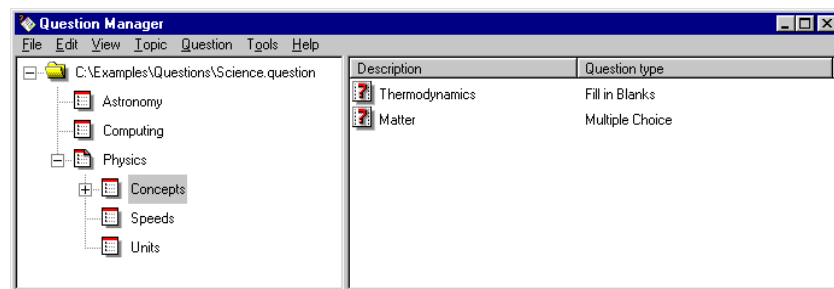 Question Manager
File Edit View Topic Question Tools Help
C:\Examples\Questions\Science.question
Astronomy
Computing
Physics
Concepts
Speeds
Units
Description Question type
Thermodynamics Fill in Blanks
Matter Multiple Choice